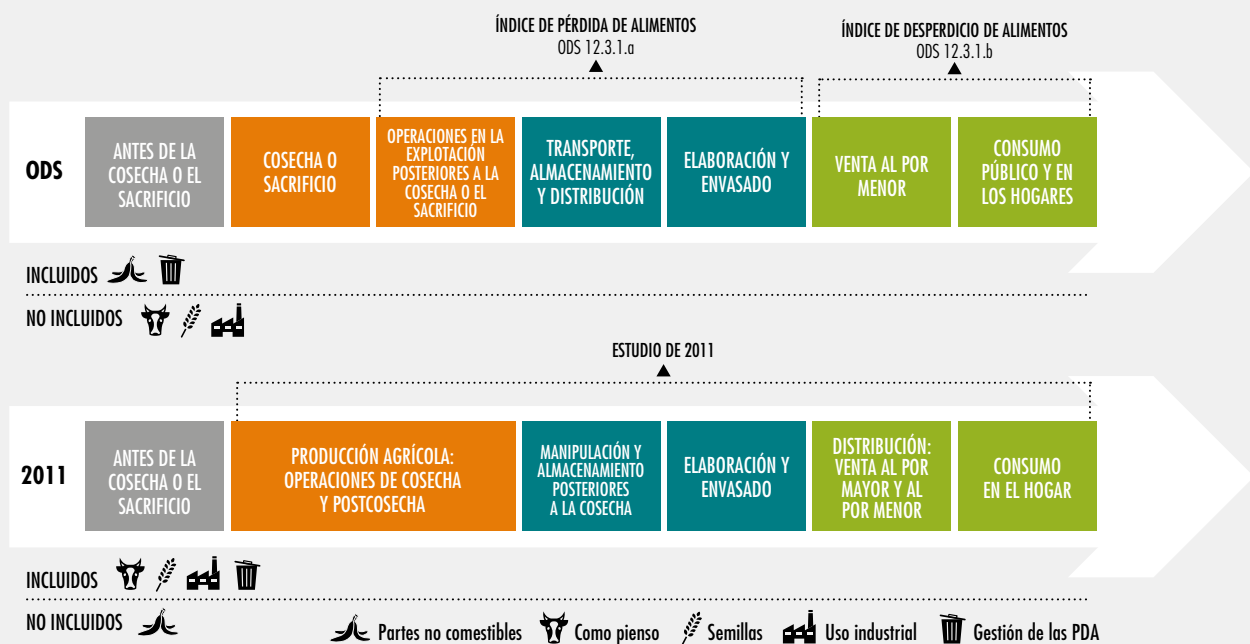 ÍNDICE DE PÉRDIDA DE ALIMENTOS
ODS 12.3.1.a
ÍNDICE DE DESPERDICIO DE ALIMENTOS
ODS 12.3.1.b
ODS
ANTES DE LA
COSECHA O EL
SACRIFICIO
COSECHA O
SACRIFICIO
OPERACIONES EN LA
EXPLOTACIÓN
POSTERIORES A LA
COSECHA O EL
SACRIFICIO
TRANSPORTE,
ALMACENAMIENTO
Y DISTRIBUCIÓN
ELABORACIÓN Y
ENVASADO
VENTA AL POR
MENOR
CONSUMO
PÚBLICO Y EN
LOS HOGARES
INCLUIDOS
NO INCLUIDOS
ESTUDIO DE 2011
2011
ANTES DE LA
COSECHA O EL
SACRIFICIO
PRODUCCIÓN AGRÍCOLA:
OPERACIONES DE COSECHA
Y POSTCOSECHA
MANIPULACIÓN Y
ALMACENAMIENTO
POSTERIORES
A LA COSECHA
ELABORACIÓN Y
ENVASADO
DISTRIBUCIÓN:
VENTA AL POR
MAYOR Y AL
POR MENOR
CONSUMO
EN EL HOGAR
INCLUIDOS
NO INCLUIDOS
Partes no comestibles Como pienso Semillas Uso industrial Gestión de las PDA